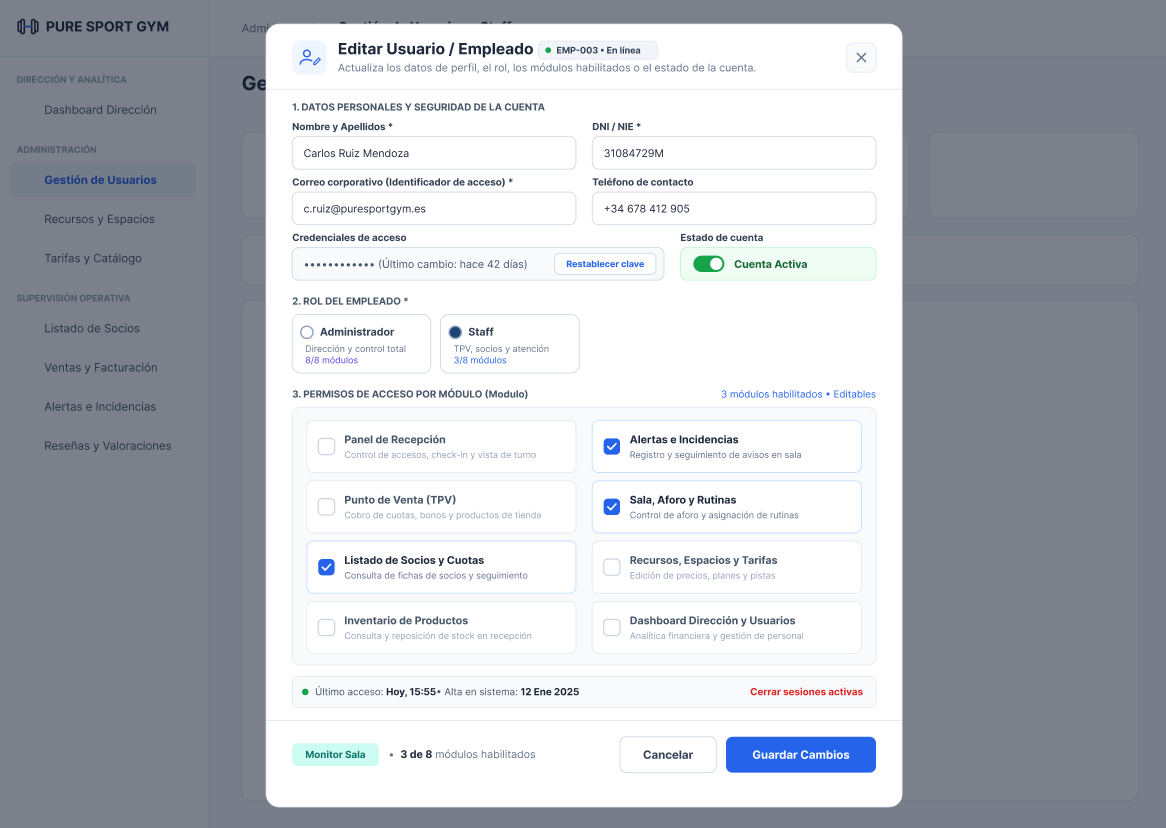 PURE SPORT GYM
DIRECCIÓN Y ANALÍTICA
Dashboard Dirección
ADMINISTRACIÓN
Gestión de Usuarios
Recursos y Espacios
Tarifas y Catálogo
SUPERVISIÓN OPERATIVA
Listado de Socios
Ventas y Facturación
Alertas e Incidencias
Reseñas y Valoraciones
Editar Usuario / Empleado
EMP-003 • En línea
Actualiza los datos de perfil, el rol, los módulos habilitados o el estado de la cuenta.
1. DATOS PERSONALES Y SEGURIDAD DE LA CUENTA
Nombre y Apellidos *
DNI / NIE *
Carlos Ruiz Mendoza
31084729M
Correo corporativo (Identificador de acceso) *
Teléfono de contacto
c.ruiz@puresportgym.es
+34 678 412 905
Credenciales de acceso
Estado de cuenta
•••••••••••• (Último cambio: hace 42 días)
Restablecer clave
Cuenta Activa
2. ROL DEL EMPLEADO *
Administrador
Dirección y control total
8/8 módulos
Staff
TPV, socios y atención
3/8 módulos
3. PERMISOS DE ACCESO POR MÓDULO (Modulo)
3 módulos habilitados • Editables
Panel de Recepción
Control de accesos, check-in y vista de turno
Alertas e Incidencias
Registro y seguimiento de avisos en sala
Punto de Venta (TPV)
Cobro de cuotas, bonos y productos de tienda
Sala, Aforo y Rutinas
Control de aforo y asignación de rutinas
Listado de Socios y Cuotas
Consulta de fichas de socios y seguimiento
Recursos, Espacios y Tarifas
Edición de precios, planes y pistas
Inventario de Productos
Consulta y reposición de stock en recepción
Dashboard Dirección y Usuarios
Analítica financiera y gestión de personal
Último acceso: Hoy, 15:55• Alta en sistema: 12 Ene 2025
Cerrar sesiones activas
Monitor Sala
• 3 de 8 módulos habilitados
Cancelar
Guardar Cambios